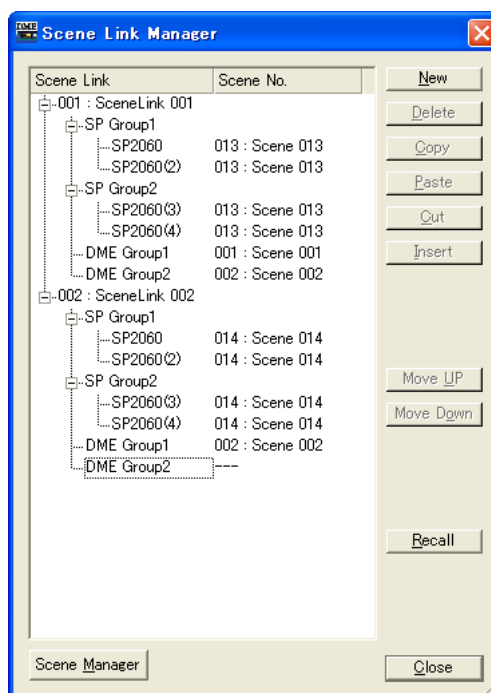 DME Scene Link Manager
Scene Link Scene No. New
001 : SceneLink 001
Delete
SP Group1
SP2060 013 : Scene 013 Copy
SP2060(2) 013 : Scene 013
SP Group2 Paste
SP2060(3) 013 : Scene 013
SP2060(4) 013 : Scene 013 Cut
DME Group1 001 : Scene 001 Insert
DME Group2 002 : Scene 002
002 : SceneLink 002
SP Group1
SP2060 014 : Scene 014
SP2060(2) 014 : Scene 014
SP Group2 Move UP
SP2060(3) 014 : Scene 014
SP2060(4) 014 : Scene 014 Move Down
DME Group1 002 : Scene 002
DME Group2 ---
Recall
Scene Manager Close